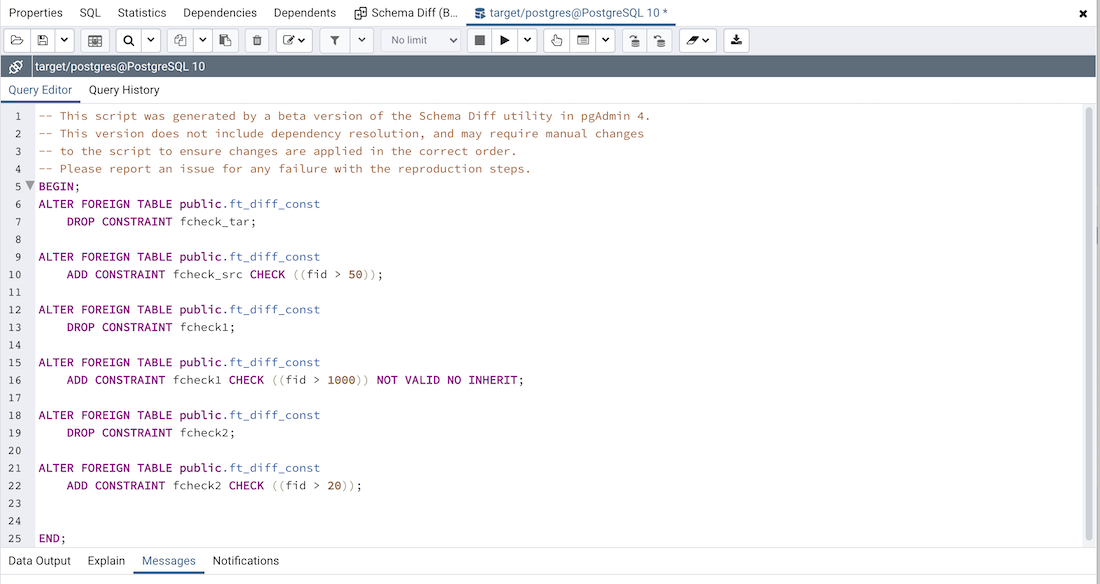 Properties SQL Statistics Dependencies Dependents Schema Diff (B... target/postgres@PostgreSQL 10 *
No limit
target/postgres@PostgreSQL 10
Query Editor Query History
1 -- This script was generated by a beta version of the Schema Diff utility in pgAdmin 4.
2 -- This version does not include dependency resolution, and may require manual changes
3 -- to the script to ensure changes are applied in the correct order.
4 -- Please report an issue for any failure with the reproduction steps.
5 BEGIN;
6 ALTER FOREIGN TABLE public.ft_diff_const
7     DROP CONSTRAINT fcheck_tar;
8
9 ALTER FOREIGN TABLE public.ft_diff_const
10     ADD CONSTRAINT fcheck_src CHECK ((fid > 50));
11
12 ALTER FOREIGN TABLE public.ft_diff_const
13     DROP CONSTRAINT fcheck1;
14
15 ALTER FOREIGN TABLE public.ft_diff_const
16     ADD CONSTRAINT fcheck1 CHECK ((fid > 1000)) NOT VALID NO INHERIT;
17
18 ALTER FOREIGN TABLE public.ft_diff_const
19     DROP CONSTRAINT fcheck2;
20
21 ALTER FOREIGN TABLE public.ft_diff_const
22     ADD CONSTRAINT fcheck2 CHECK ((fid > 20));
23
24
25 END;
Data Output Explain Messages Notifications